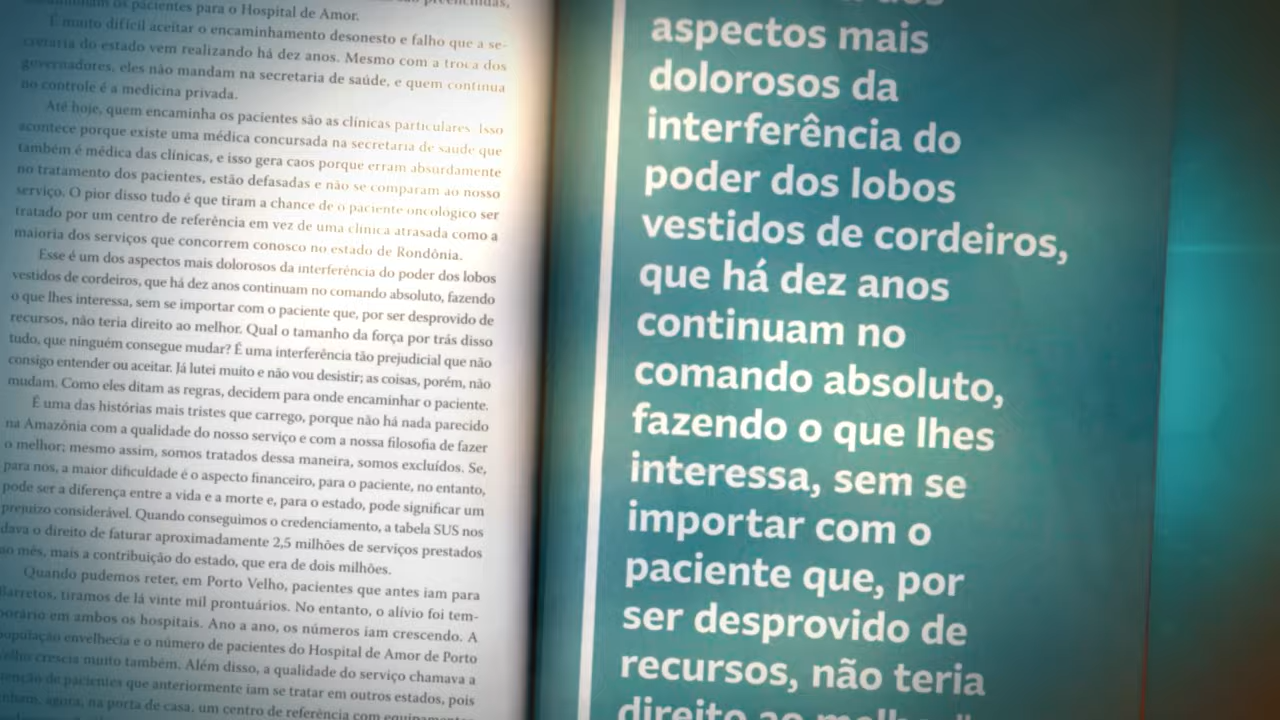 os pacientes para o Hospital de Amor.
É muito difícil aceitar o encaminhamento desonesto e falho que a se-
cretaria do estado vem realizando há dez anos. Mesmo com a troca dos
governadores, eles não mandam na secretaria de saúde, e quem continua
no controle é a medicina privada.
Até hoje, quem encaminha os pacientes são as clínicas particulares. Isso
acontece porque existe uma médica concursada na secretaria de saúde que
também é médica das clínicas, e isso gera caos porque erram absurdamente
no tratamento dos pacientes, estão defasadas e não se comparam ao nosso
serviço. O pior disso tudo é que tiram a chance de o paciente oncológico ser
tratado por um centro de referência em vez de uma clínica atrasada como a
maioria dos serviços que concorrem conosco no estado de Rondônia.
Esse é um dos aspectos mais dolorosos da interferência do poder dos lobos
vestidos de cordeiros, que há dez anos continuam no comando absoluto, fazendo
o que lhes interessa, sem se importar com o paciente que, por ser desprovido de
recursos, não teria direito ao melhor. Qual o tamanho da força por trás disso
tudo, que ninguém consegue mudar? É uma interferência tão prejudicial que não
consigo entender ou aceitar. Já lutei muito e não vou desistir; as coisas, porém, não
mudam. Como eles ditam as regras, decidem para onde encaminhar o paciente.
É uma das histórias mais tristes que carrego, porque não há nada parecido
na Amazônia com a qualidade do nosso serviço e com a nossa filosofia de fazer
o melhor; mesmo assim, somos tratados dessa maneira, somos excluídos. Se,
para nós, a maior dificuldade é o aspecto financeiro, para o paciente, no entanto,
pode ser a diferença entre a vida e a morte e, para o estado, pode significar um
prejuízo considerável. Quando conseguimos o credenciamento, a tabela SUS nos
dava o direito de faturar aproximadamente 2,5 milhões de serviços prestados
ao mês, mais a contribuição do estado, que era de dois milhões.
Quando pudemos reter, em Porto Velho, pacientes que antes iam para
Barretos, tiramos de lá vinte mil prontuários. No entanto, o alívio foi tem-
porário em ambos os hospitais. Ano a ano, os números iam crescendo. A
população envelhecia e o número de pacientes do Hospital de Amor de Porto
Velho crescia muito também. Além disso, a qualidade do serviço chamava a
atenção de pacientes que anteriormente iam se tratar em outros estados, pois
tinham, agora, na porta de casa, um centro de referência com
aspectos mais
dolorosos da
interferência do
poder dos lobos
vestidos de cordeiros,
que há dez anos
continuam no
comando absoluto,
fazendo o que lhes
interessa, sem se
importar com o
paciente que, por
ser desprovido de
recursos, não teria
direito ao